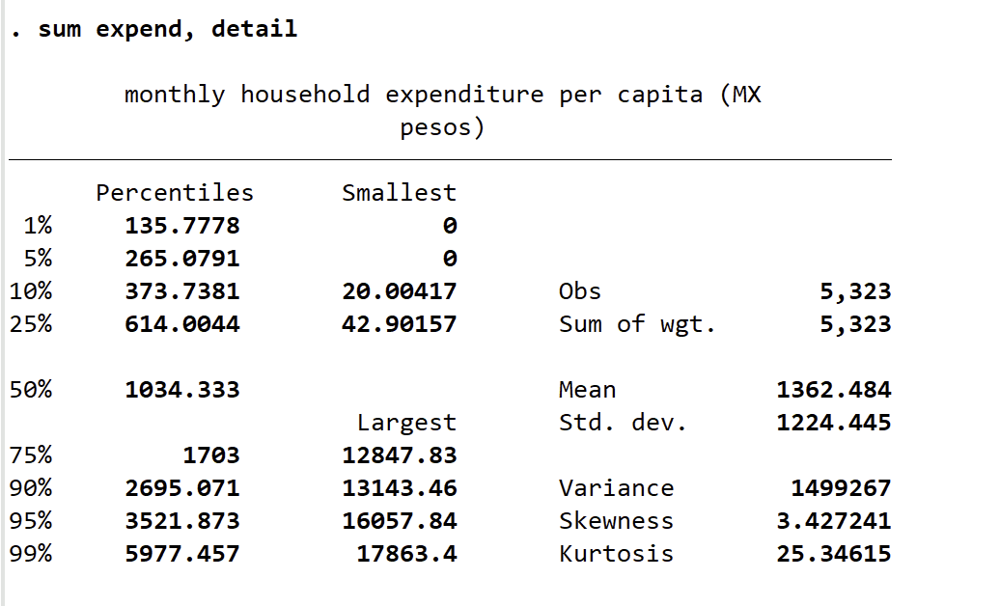 . sum expend, detail
monthly household expenditure per capita (MX
pesos)
Percentiles Smallest
1% 135.7778 0
5% 265.0791 0
10% 373.7381 20.00417 Obs 5,323
25% 614.0044 42.90157 Sum of wgt. 5,323
50% 1034.333 Mean 1362.484
Largest Std. dev. 1224.445
75% 1703 12847.83
90% 2695.071 13143.46 Variance 1499267
95% 3521.873 16057.84 Skewness 3.427241
99% 5977.457 17863.4 Kurtosis 25.34615